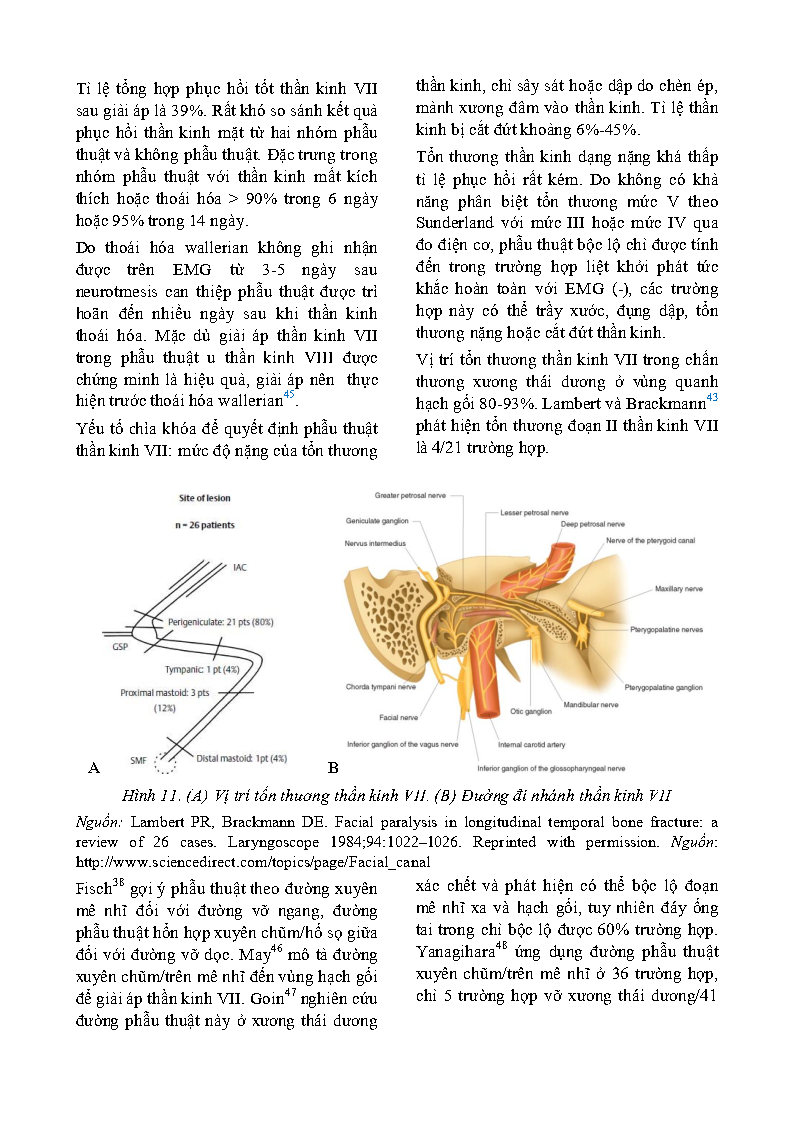 Tỉ lệ tổng hợp phục hồi tốt thần kinh VII
sau giải áp là 39%. Rất khó so sánh kết quả
phục hồi thần kinh mặt từ hai nhóm phẫu
thuật và không phẫu thuật. Đặc trưng trong
nhóm phẫu thuật với thần kinh mất kích
thích hoặc thoái hóa > 90% trong 6 ngày
hoặc 95% trong 14 ngày.
Do thoái hóa wallerian không ghi nhận
được trên EMG từ 3-5 ngày sau
neurotmesis can thiệp phẫu thuật được trì
hoãn đến nhiều ngày sau khi thần kinh
thoái hóa. Mặc dù giải áp thần kinh VII
trong phẫu thuật u thần kinh VIII được
chứng minh là hiệu quả, giải áp nên thực
hiện trước thoái hóa wallerian45.
Yếu tố chìa khóa để quyết định phẫu thuật
thần kinh VII: mức độ nặng của tổn thương
thần kinh, chỉ sây sát hoặc dập do chèn ép,
mảnh xương đâm vào thần kinh. Tỉ lệ thần
kinh bị cắt đứt khoảng 6%-45%.
Tổn thương thần kinh dạng nặng khá thấp
tỉ lệ phục hồi rất kém. Do không có khả
năng phân biệt tổn thương mức V theo
Sunderland với mức III hoặc mức IV qua
đo điện cơ, phẫu thuật bộc lộ chỉ được tính
đến trong trường hợp liệt khởi phát tức
khắc hoàn toàn với EMG (-), các trường
hợp này có thể trầy xước, đụng dập, tổn
thương nặng hoặc cắt đứt thần kinh.
Vị trí tổn thương thần kinh VII trong chấn
thương xương thái dương ở vùng quanh
hạch gối 80-93%. Lambert và Brackmann43
phát hiện tổn thương đoạn II thần kinh VII
là 4/21 trường hợp.
Site of lesion
n = 26 patients
IAC
Perigeniculate: 21 pts (80%)
GSP
Tympanic: 1 pt (4%)
Proximal mastoid: 3 pts
(12%)
SMF
Distal mastoid: 1pt (4%)
A
Greater petrosal nerve
Lesser petrosal nerve
Geniculate ganglion
Deep petrosal nerve
Nervus intermedius
Nerve of the pterygoid canal
Maxillary nerve
Pterygopalatine nerves
Chorda tympani nerve
Pterygopalatine ganglion
Mandibular nerve
Otic ganglion
Facial nerve
Inferior ganglion of the vagus nerve
Internal carotid artery
Inferior ganglion of the glossopharyngeal nerve
B
Hình 11. (A) Vị trí tổn thương thần kinh VII. (B) Đường đi nhánh thần kinh VII
Nguồn: Lambert PR, Brackmann DE. Facial paralysis in longitudinal temporal bone fracture: a
review of 26 cases. Laryngoscope 1984;94:1022–1026. Reprinted with permission. Nguồn:
http://www.sciencedirect.com/topics/page/Facial_canal
Fisch38 gợi ý phẫu thuật theo đường xuyên
mê nhĩ đối với đường vỡ ngang, đường
phẫu thuật hổn hợp xuyên chũm/hố sọ giữa
đối với đường vỡ dọc. May46 mô tả đường
xuyên chũm/trên mê nhĩ đến vùng hạch gối
để giải áp thần kinh VII. Goin47 nghiên cứu
đường phẫu thuật này ở xương thái dương
xác chết và phát hiện có thể bộc lộ đoạn
mê nhĩ xa và hạch gối, tuy nhiên đáy ống
tai trong chỉ bộc lộ được 60% trường hợp.
Yanagihara48 ứng dụng đường phẫu thuật
xuyên chũm/trên mê nhĩ ở 36 trường hợp,
chỉ 5 trường hợp vỡ xương thái dương/41